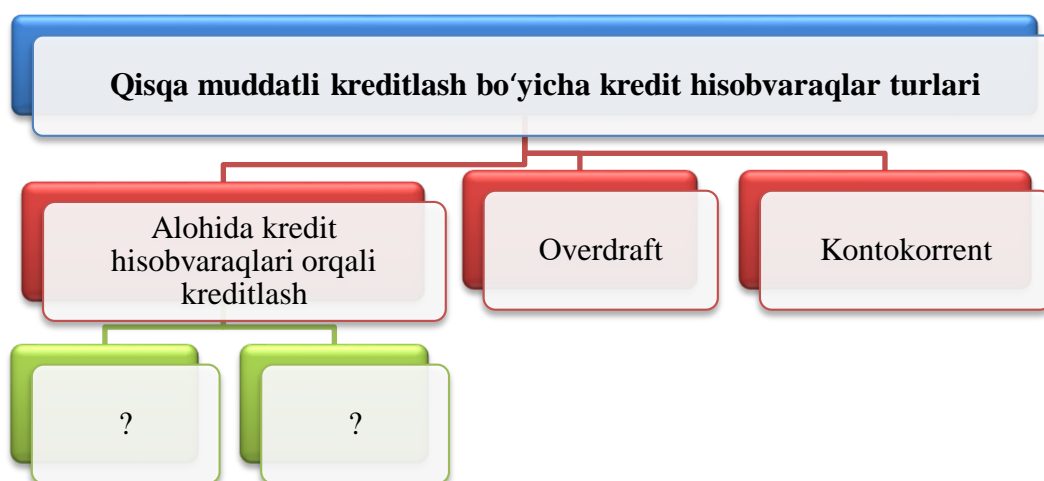 Qisqa muddatli kreditlash bo‘yicha kredit hisobvaraqlar turlari
Alohida kredit
hisobvaraqlari orqali
kreditlash
Overdraft
Kontokorrent
?
?